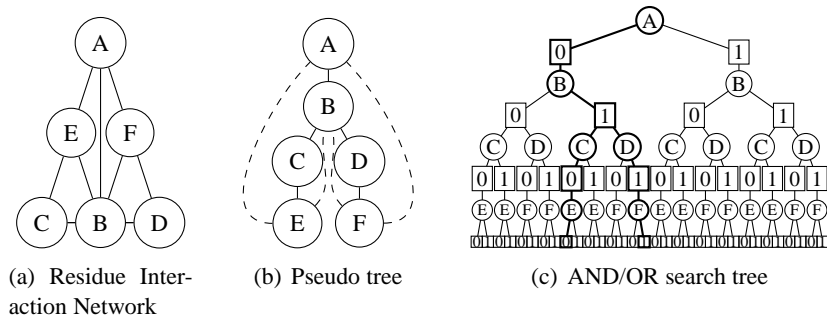 A
E F
C B D
(a) Residue Inter-
action Network
A
B
C D
E F
(b) Pseudo tree
A
0 1
B B
0 1 0 1
C D C D C D C D
0 1 0 1 0 1 0 1 0 1 0 1 0 1 0 1
E E F F E E F F E E F F E E F F
(c) AND/OR search tree